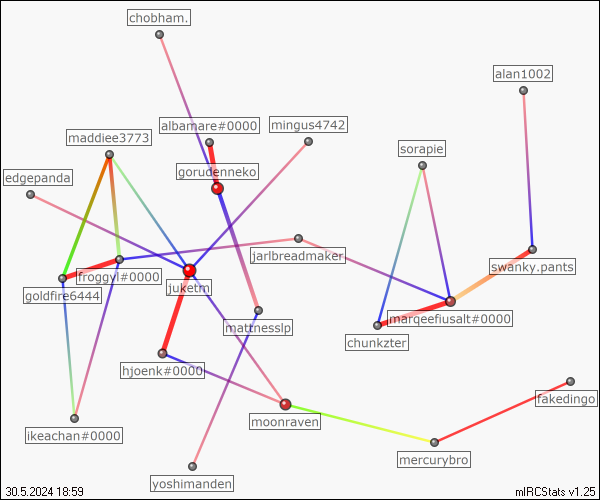 chobham.
alan1002
albamare#0000
mingus4742
maddiee3773
sorapie
gorudenneko
edgepanda
jarlbreadmaker
swanky.pants
froggyl#0000
juketm
goldfire6444
marqeefiusalt#0000
mattnesslp
chunkzter
hjoenk#0000
fakedingo
moonraven
ikeachan#0000
mercurybro
yoshimanden
30.5.2024 18:59
mIRCStats v1.25